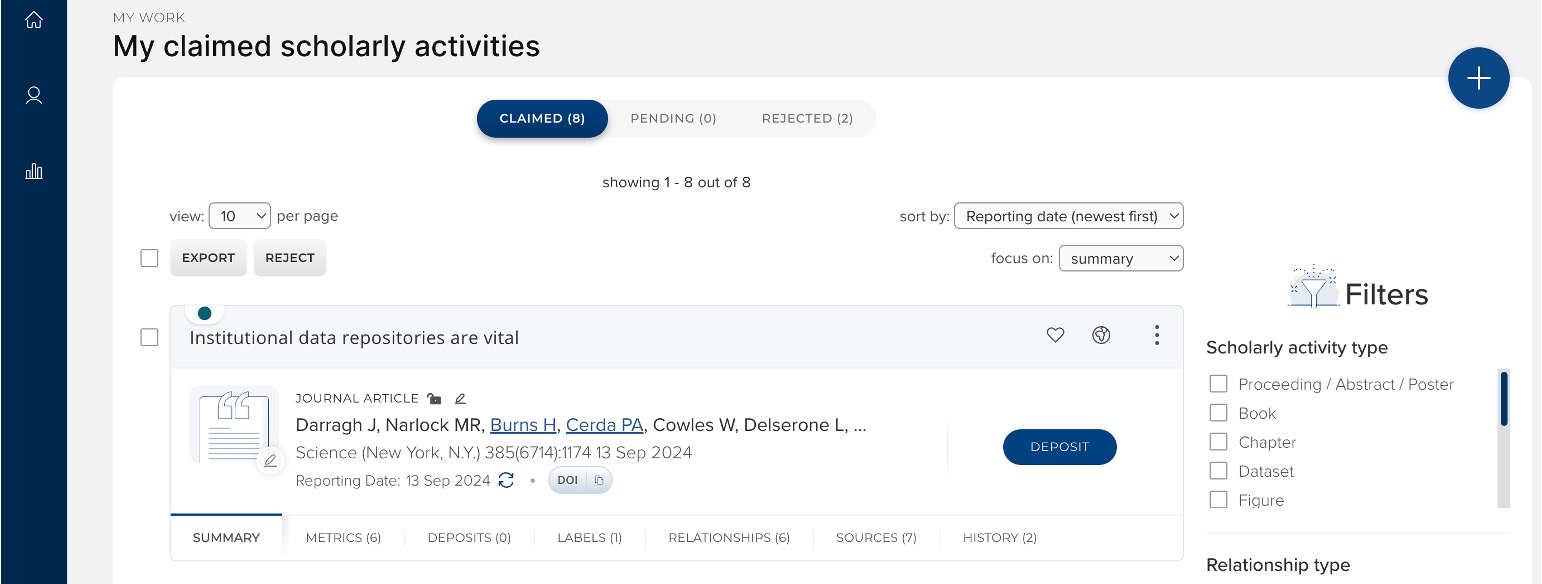 MY WORK
My claimed scholarly activities
CLAIMED (8) PENDING (0) REJECTED (2)
showing 1 - 8 out of 8
view: 10 per page
sort by: Reporting date (newest first)
EXPORT REJECT
focus on: summary
Filters
Institutional data repositories are vital
Scholarly activity type
Proceeding / Abstract / Poster
Book
Chapter
Dataset
Figure
JOURNAL ARTICLE
Darragh J, Narlock MR, Burns H, Cerda PA, Cowles W, Delserone L, ...
Science (New York, N.Y.) 385(6714):1174 13 Sep 2024
Reporting Date: 13 Sep 2024 • DOI
DEPOSIT
SUMMARY METRICS (6) DEPOSITS (0) LABELS (1) RELATIONSHIPS (6) SOURCES (7) HISTORY (2)
Relationship type